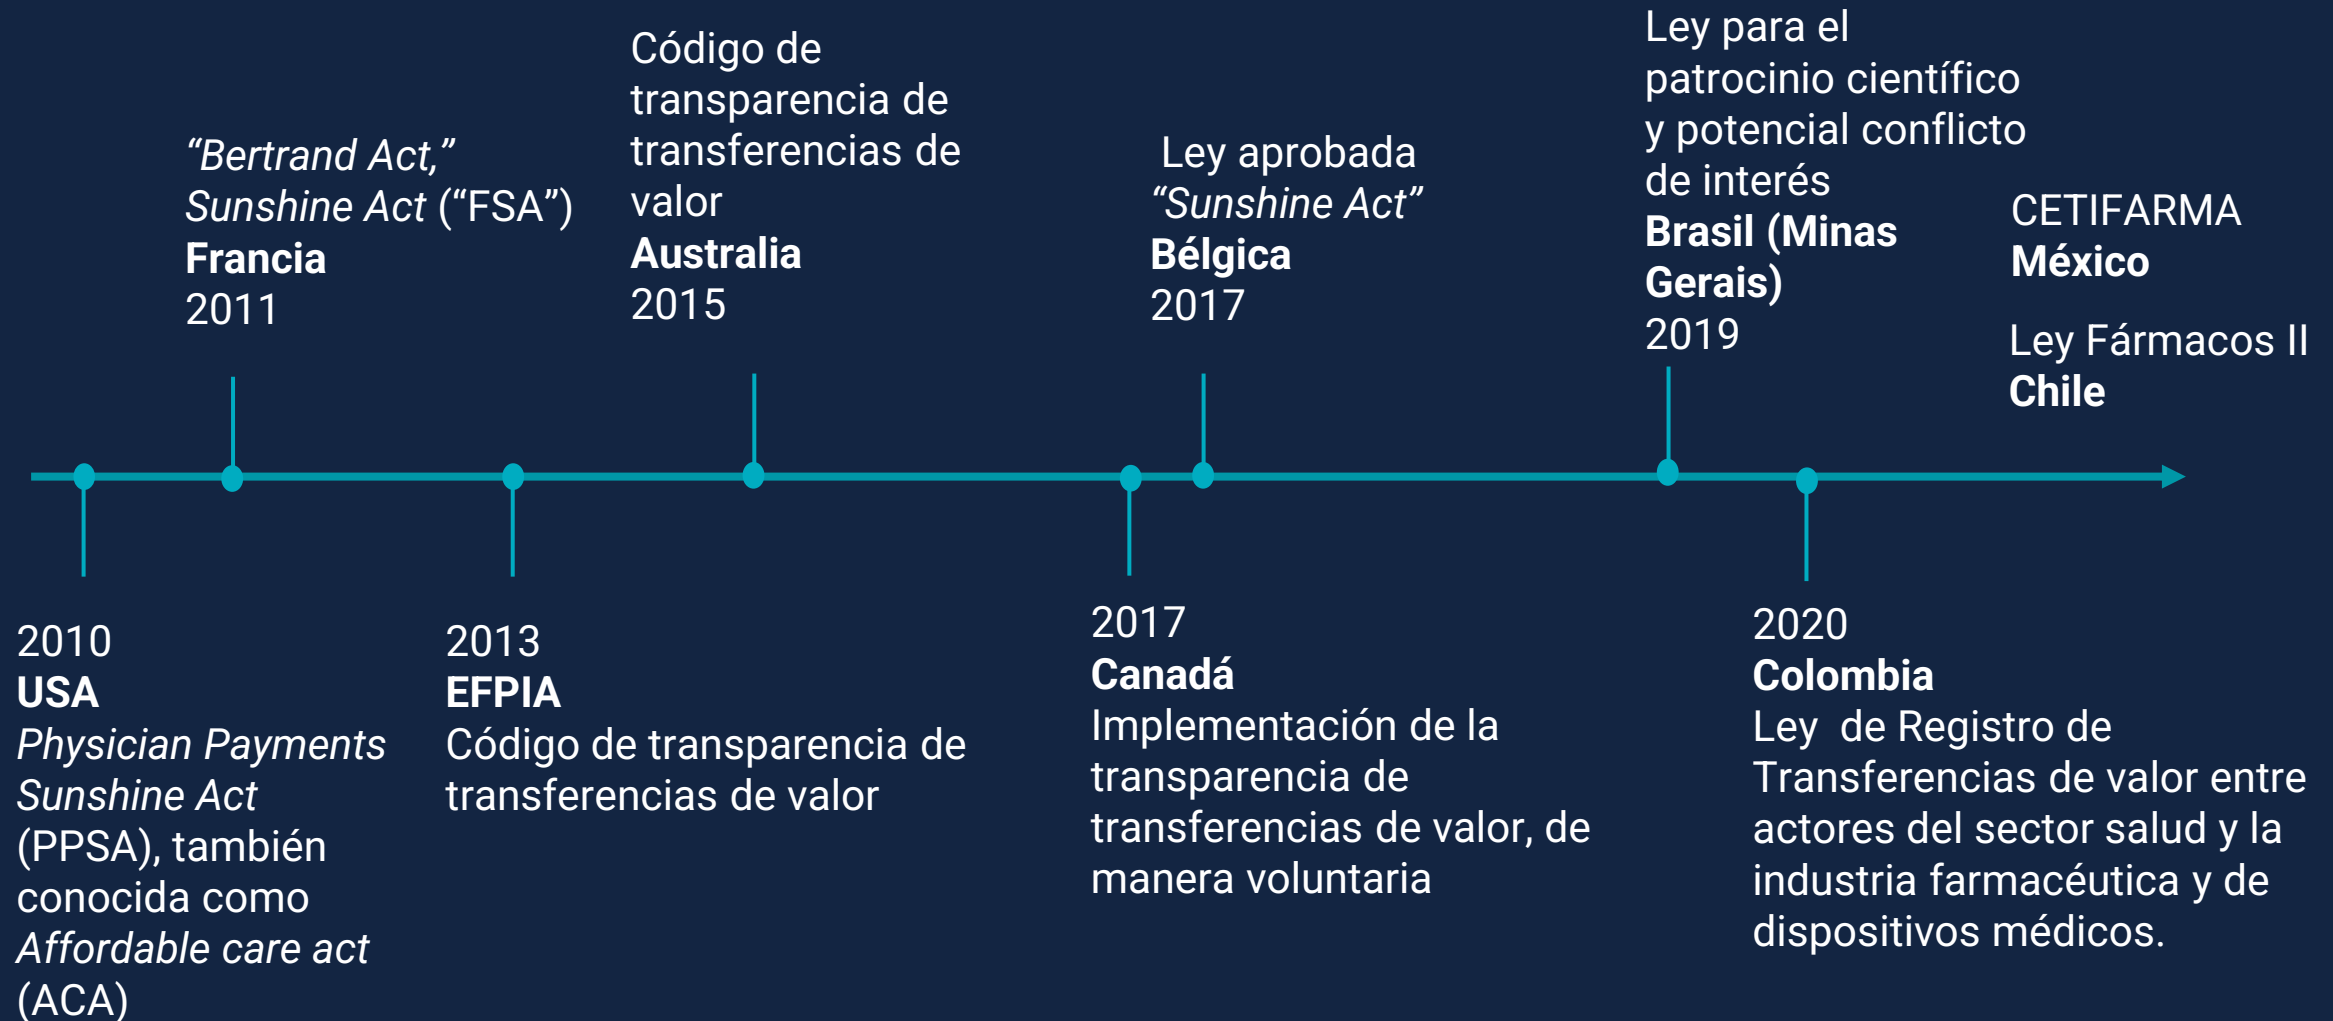 “Bertrand Act,”
Sunshine Act (“FSA”)
Francia
2011
Código de
transparencia de
transferencias de
valor
Australia
2015
Ley aprobada
“Sunshine Act”
Bélgica
2017
Ley para el
patrocinio científico
y potencial conflicto
de interés
Brasil (Minas
Gerais)
2019
CETIFARMA
México
Ley Fármacos II
Chile
2010
USA
Physician Payments
Sunshine Act
(PPSA), también
conocida como
Affordable care act
(ACA)
2013
EFPIA
Código de transparencia de
transferencias de valor
2017
Canadá
Implementación de la
transparencia de
transferencias de valor, de
manera voluntaria
2020
Colombia
Ley  de Registro de
Transferencias de valor entre
actores del sector salud y la
industria farmacéutica y de
dispositivos médicos.